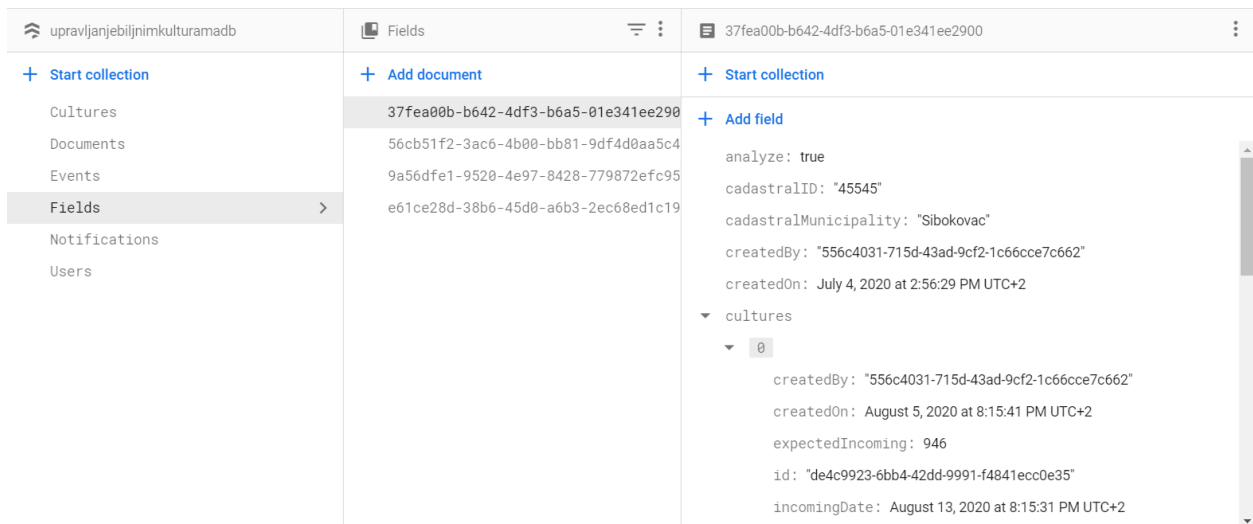 upravljanjebiljnimkulturamadb
Start collection
Cultures
Documents
Events
Fields
Notifications
Users
Fields
Add document
37fea00b-b642-4df3-b6a5-01e341ee290
56cb51f2-3ac6-4b00-bb81-9df4d0aa5c4
9a56dfe1-9520-4e97-8428-779872efc95
e61ce28d-38b6-45d0-a6b3-2ec68ed1c19
37fea00b-b642-4df3-b6a5-01e341ee2900
Start collection
Add field
analyze: true
cadastralID: "45545"
cadastralMunicipality: "Sibokovac"
createdBy: "556c4031-715d-43ad-9cf2-1c66cce7c662"
createdOn: July 4, 2020 at 2:56:29 PM UTC+2
cultures
0
createdBy: "556c4031-715d-43ad-9cf2-1c66cce7c662"
createdOn: August 5, 2020 at 8:15:41 PM UTC+2
expectedIncoming: 946
id: "de4c9923-6bb4-42dd-9991-f4841ecc0e35"
incomingDate: August 13, 2020 at 8:15:31 PM UTC+2